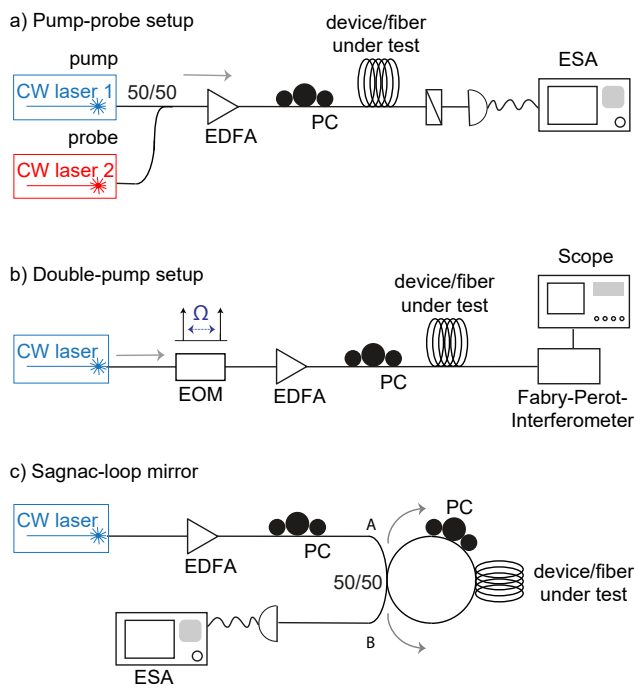 a) Pump-probe setup
pump
CW laser 1
50/50
probe
CW laser 2
EDFA
PC
device/fiber
under test
ESA
b) Double-pump setup
CW laser
Ω
EOM
EDFA
PC
device/fiber
under test
Scope
Fabry-Perot-
Interferometer
c) Sagnac-loop mirror
CW laser
EDFA
PC
A
50/50
B
PC
device/fiber
under test
ESA